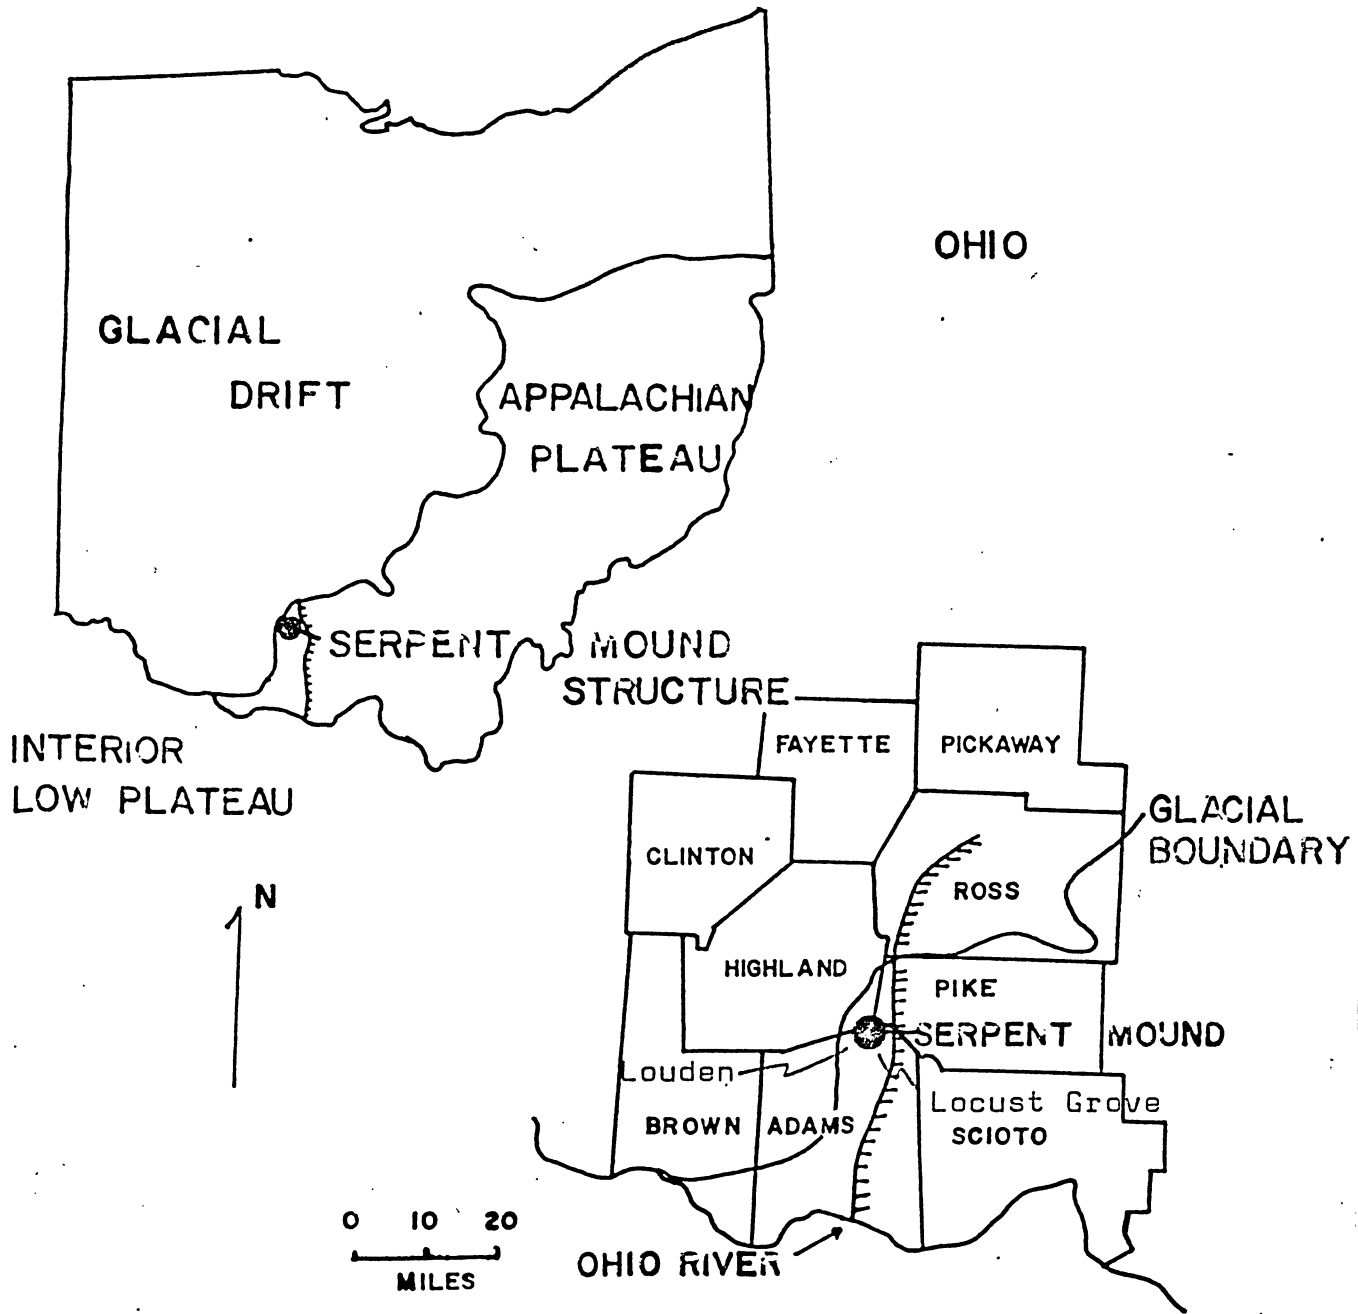 OHIO
GLACIAL
DRIFT
APPALACHIAN
PLATEAU
SERPENT MOUND
STRUCTURE
INTERIOR
LOW PLATEAU
N
FAYETTE
PICKAWAY
GLACIAL
BOUNDARY
CLINTON
ROSS
HIGHLAND
PIKE
SERPENT MOUND
Louden
Locust Grove
BROWN
ADAMS
SCIOTO
0 10 20
MILES
OHIO RIVER